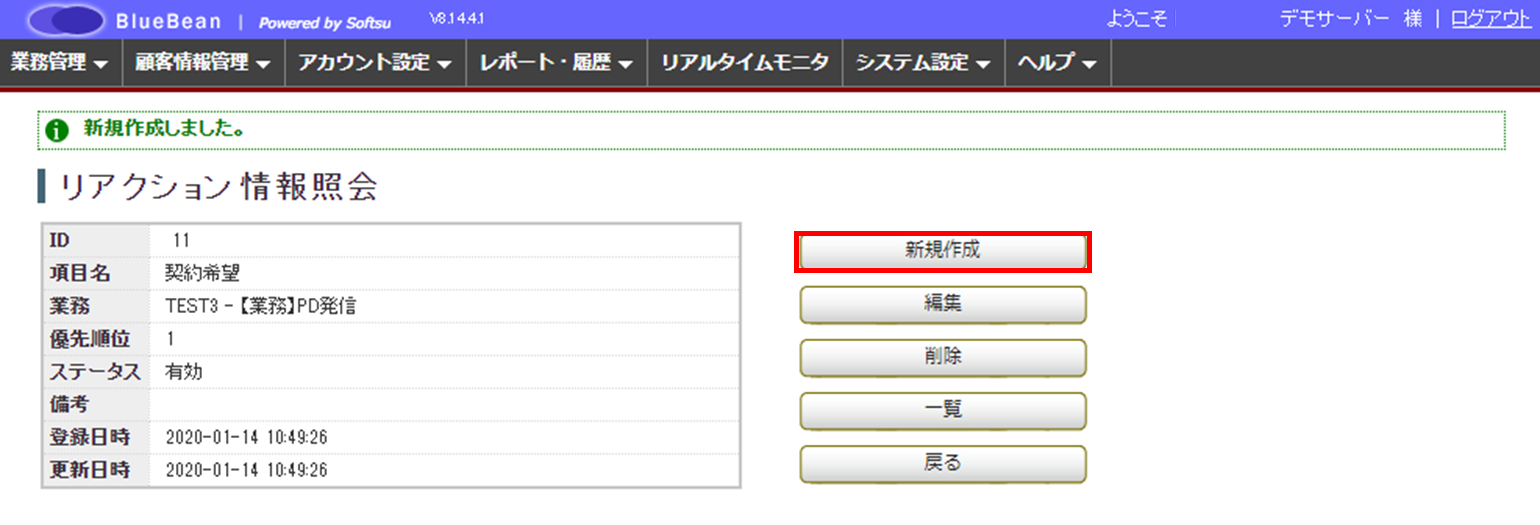 BlueBean | Powered by Softsu V8.1.4.4.1 ようこそ デモサーバー 様 | ログアウト
業務管理 顧客情報管理 アカウント設定 レポート・履歴 リアルタイムモニタ システム設定 ヘルプ
新規作成しました。
リアクション情報照会
ID 11
項目名 契約希望
業務 TEST3 - 【業務】PD発信
優先順位 1
ステータス 有効
備考
登録日時 2020-01-14 10:49:26
更新日時 2020-01-14 10:49:26
新規作成
編集
削除
一覧
戻る